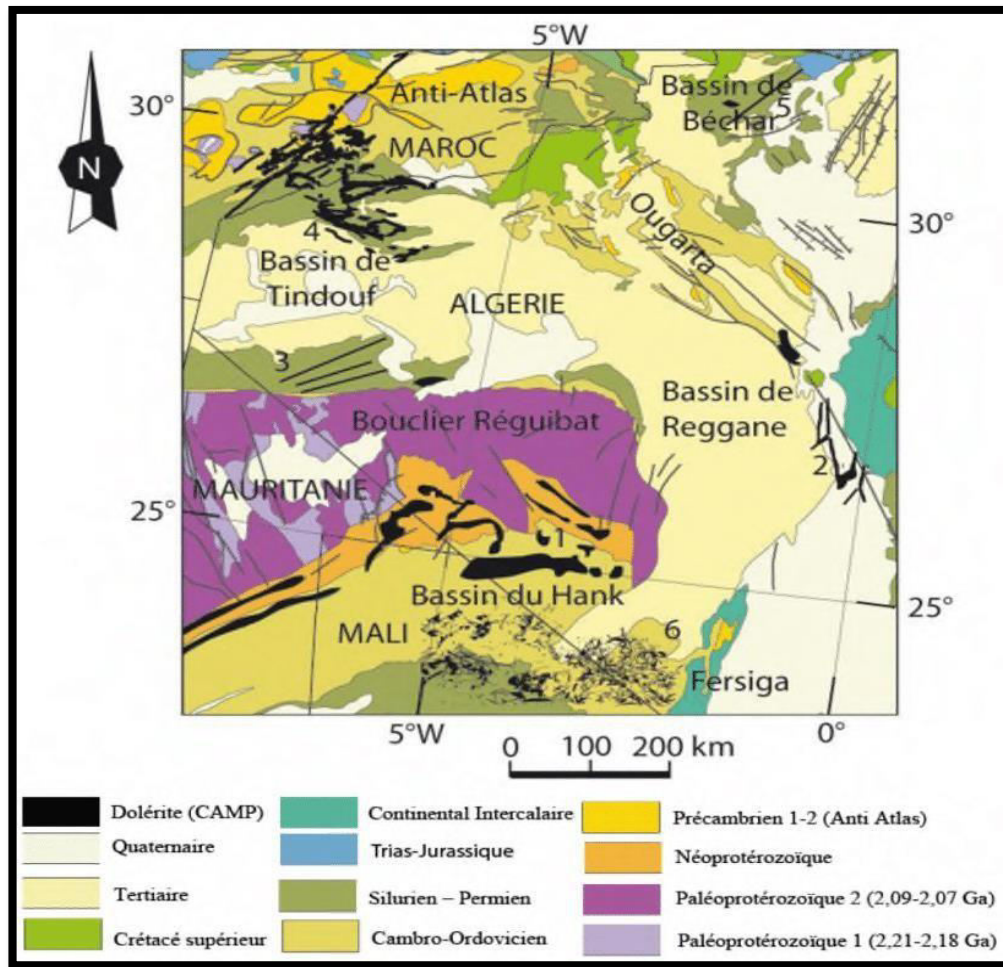 5°W
30°
Anti-Atlas
Bassin de
Béchar
5
MAROC
N
30°
Ougarta
4
Bassin de
Tindouf
ALGERIE
3
Bassin de
Reggane
Bouclier Réguibat
2
MAURITANIE
25°
1
Bassin du Hank
25°
MALI
6
Fersiga
5°W
0°
0 100 200 km
Dolérite (CAMP)
Quaternaire
Tertiaire
Crétacé supérieur
Continental Intercalaire
Trias-Jurassique
Silurien – Permien
Cambro-Ordovicien
Précambrien 1-2 (Anti Atlas)
Néoprotérozoïque
Paléoprotérozoïque 2 (2,09-2,07 Ga)
Paléoprotérozoïque 1 (2,21-2,18 Ga)